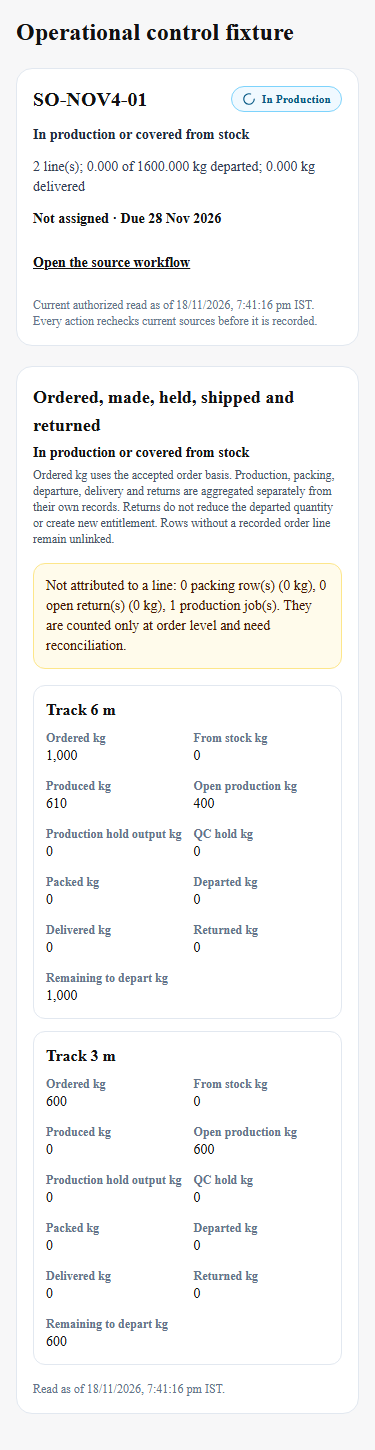 Operational control fixture
SO-NOV4-01
In Production
In production or covered from stock
2 line(s); 0.000 of 1600.000 kg departed; 0.000 kg
delivered
Not assigned · Due 28 Nov 2026
Open the source workflow
Current authorized read as of 18/11/2026, 7:41:16 pm IST.
Every action rechecks current sources before it is recorded.
Ordered, made, held, shipped and
returned
In production or covered from stock
Ordered kg uses the accepted order basis. Production, packing,
departure, delivery and returns are aggregated separately from
their own records. Returns do not reduce the departed quantity
or create new entitlement. Rows without a recorded order line
remain unlinked.
Not attributed to a line: 0 packing row(s) (0 kg), 0
open return(s) (0 kg), 1 production job(s). They
are counted only at order level and need
reconciliation.
Track 6 m
Ordered kg From stock kg
1,000 0
Produced kg Open production kg
610 400
Production hold output kg QC hold kg
0 0
Packed kg Departed kg
0 0
Delivered kg Returned kg
0 0
Remaining to depart kg
1,000
Track 3 m
Ordered kg From stock kg
600 0
Produced kg Open production kg
0 600
Production hold output kg QC hold kg
0 0
Packed kg Departed kg
0 0
Delivered kg Returned kg
0 0
Remaining to depart kg
600
Read as of 18/11/2026, 7:41:16 pm IST.